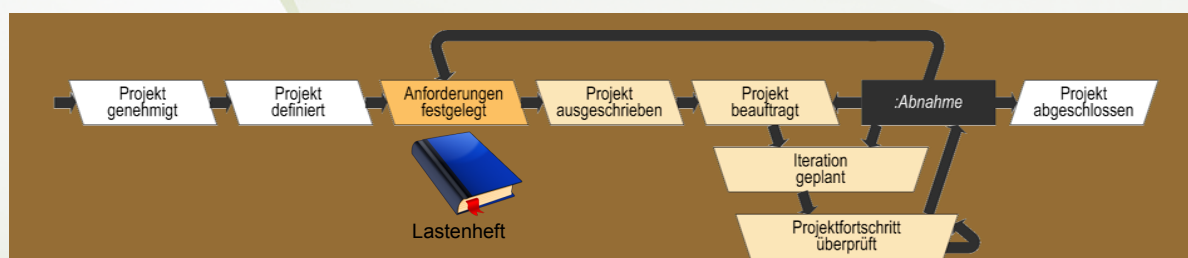 Projekt
genehmigt
Projekt
definiert
Anforderungen
festgelegt
Projekt
ausgeschrieben
Projekt
beauftragt
:Abnahme
Projekt
abgeschlossen
Iteration
geplant
Projektfortschritt
überprüft
Lastenheft